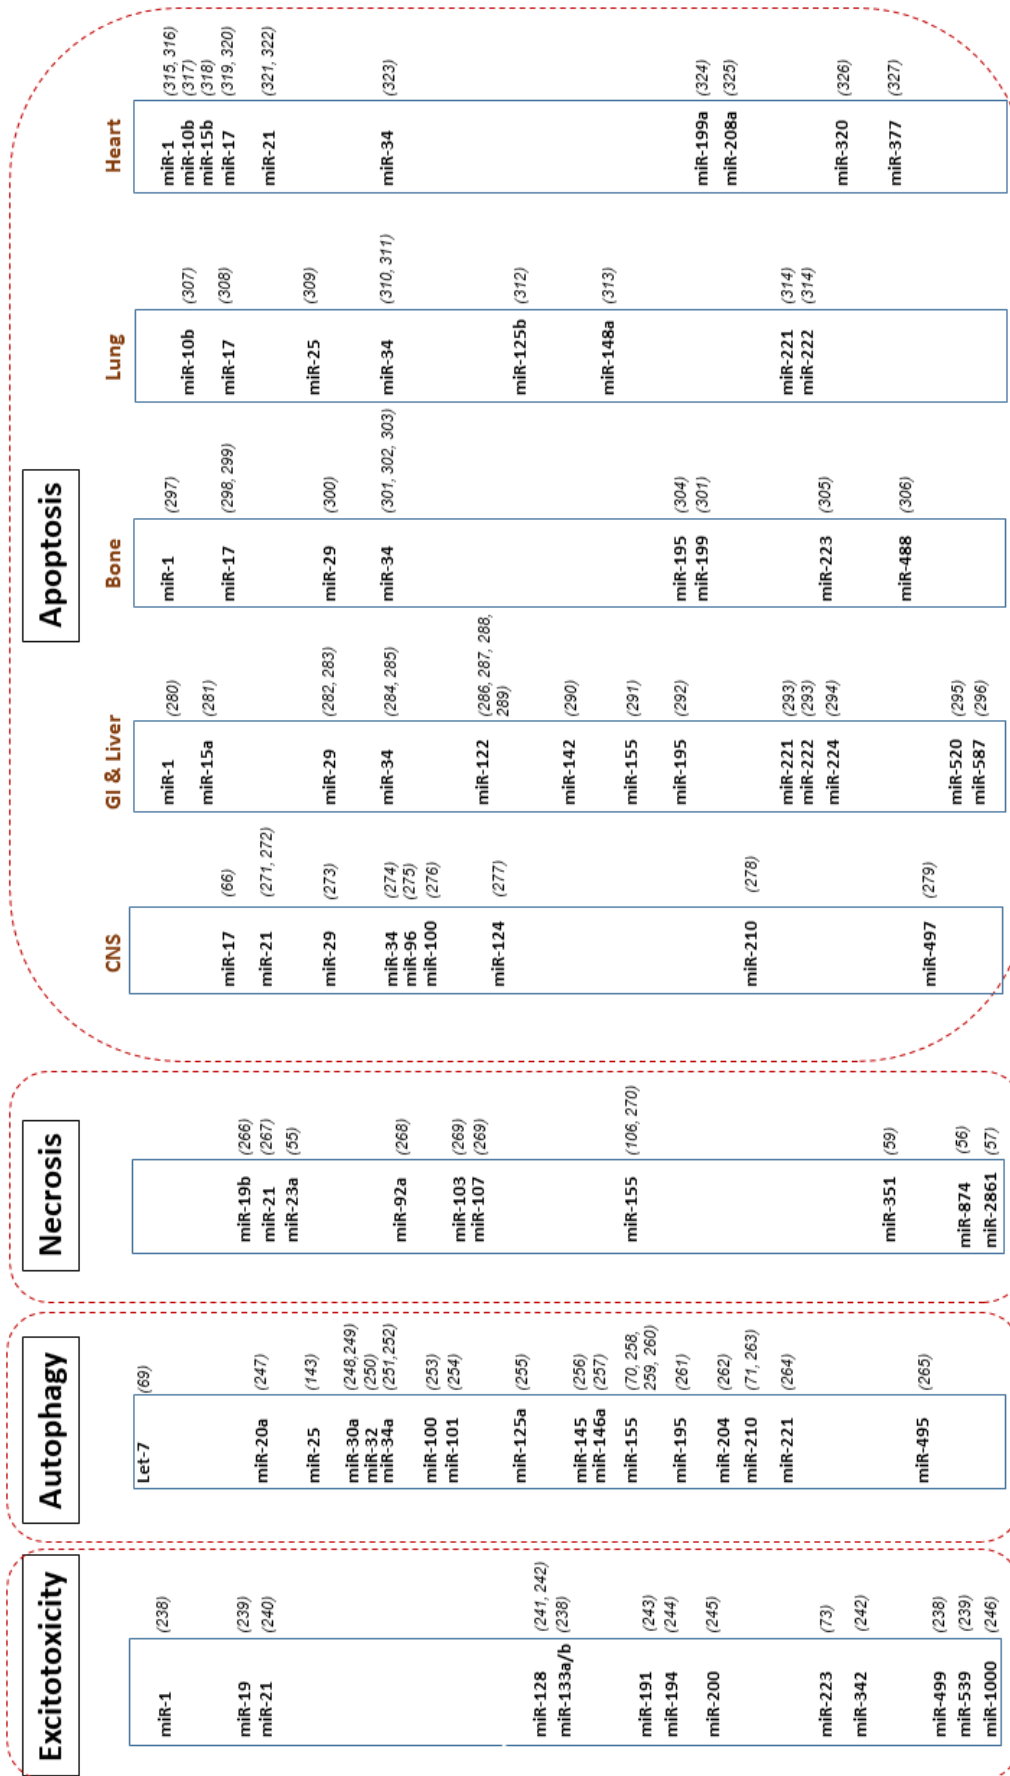 Excitotoxicity
miR-1 (238)
miR-19 (239)
miR-21 (240)
miR-128 (241, 242)
miR-133a/b (238)
miR-191 (243)
miR-194 (244)
miR-200 (245)
miR-223 (73)
miR-342 (242)
miR-499 (238)
miR-539 (239)
miR-1000 (246)
Autophagy
Let-7 (69)
miR-20a (247)
miR-25 (143)
miR-30a (248,249)
miR-32 (250)
miR-34a (251,252)
miR-100 (253)
miR-101 (254)
miR-125a (255)
miR-145 (256)
miR-146a (257)
miR-155 (70, 258,
259, 260)
miR-195 (261)
miR-204 (262)
miR-210 (71, 263)
miR-221 (264)
miR-495 (265)
Necrosis
miR-19b (266)
miR-21 (267)
miR-23a (55)
miR-92a (268)
miR-103 (269)
miR-107 (269)
miR-155 (106, 270)
miR-351 (59)
miR-874 (56)
miR-2861 (57)
Apoptosis
CNS
miR-17 (66)
miR-21 (271, 272)
miR-29 (273)
miR-34 (274)
miR-96 (275)
miR-100 (276)
miR-124 (277)
miR-210 (278)
miR-497 (279)
GI & Liver
miR-1 (280)
miR-15a (281)
miR-29 (282, 283)
miR-34 (284, 285)
miR-122 (286, 287, 288,
289)
miR-142 (290)
miR-155 (291)
miR-195 (292)
miR-221 (293)
miR-222 (293)
miR-224 (294)
miR-520 (295)
miR-587 (296)
Bone
miR-1 (297)
miR-17 (298, 299)
miR-29 (300)
miR-34 (301, 302, 303)
miR-195 (304)
miR-199 (301)
miR-223 (305)
miR-488 (306)
Lung
miR-10b (307)
miR-17 (308)
miR-25 (309)
miR-34 (310, 311)
miR-125b (312)
miR-148a (313)
miR-221 (314)
miR-222 (314)
Heart
miR-1 (315, 316)
miR-10b (317)
miR-15b (318)
miR-17 (319, 320)
miR-21 (321, 322)
miR-34 (323)
miR-199a (324)
miR-208a (325)
miR-320 (326)
miR-377 (327)